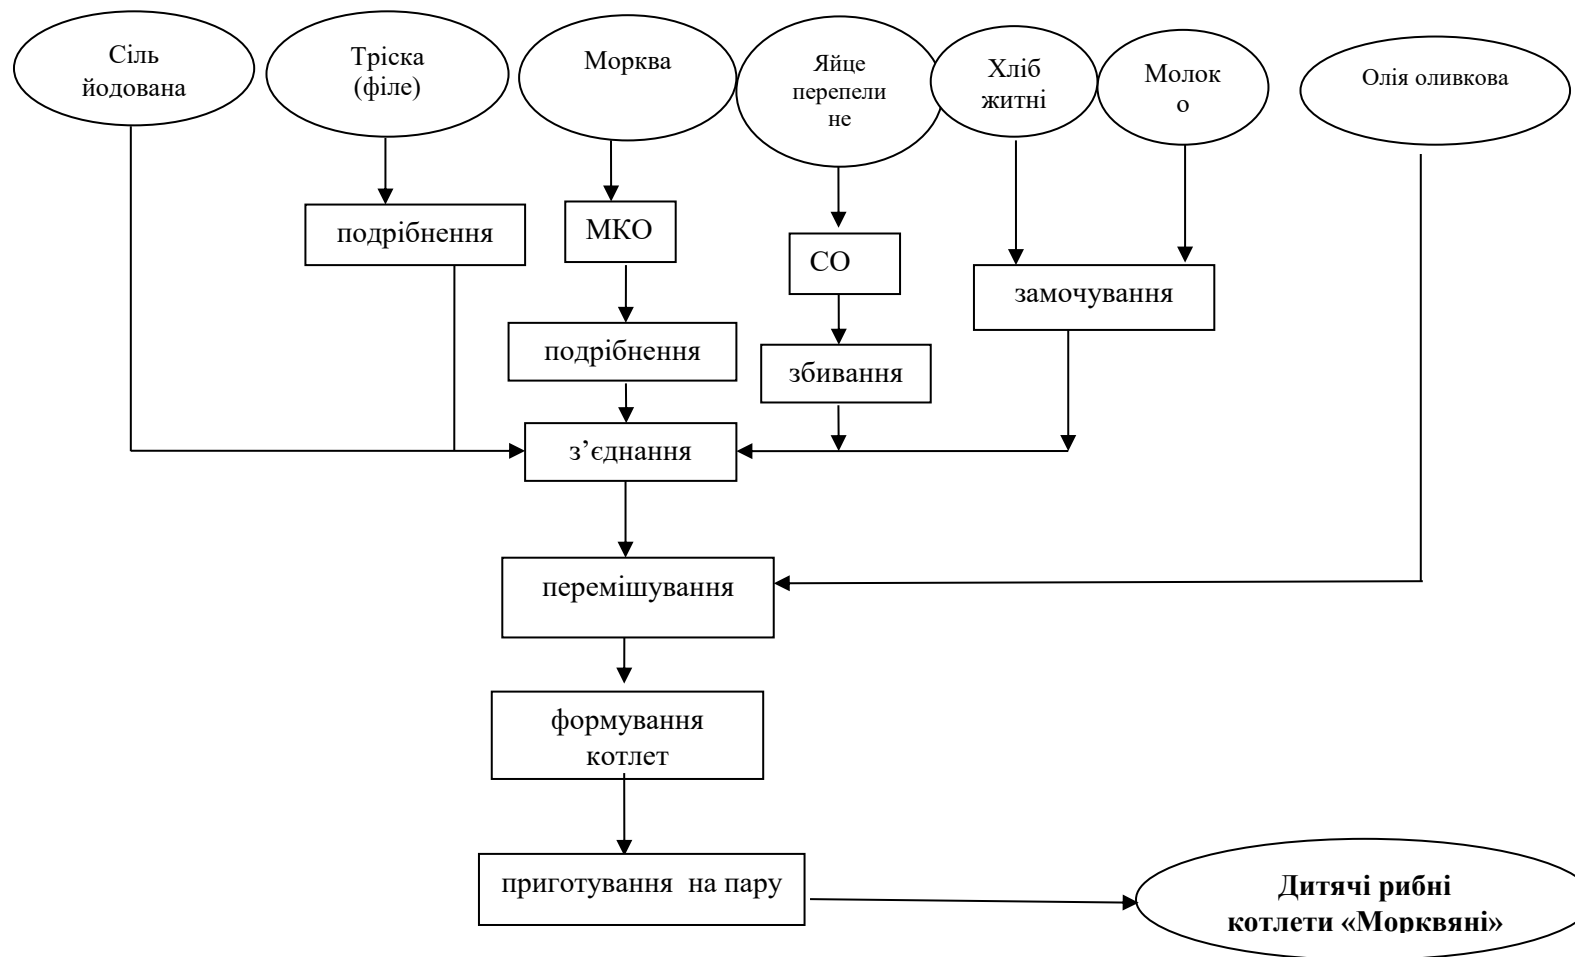 Сіль
йодована
Тріска
(філе)
Морква
Яйце
перепели
не
Хліб
житні
Молок
о
Олія оливкова
подрібнення
МКО
СО
замочування
подрібнення
збивання
з’єднання
перемішування
формування
котлет
приготування на пару
Дитячі рибні
котлети «Морквяні»